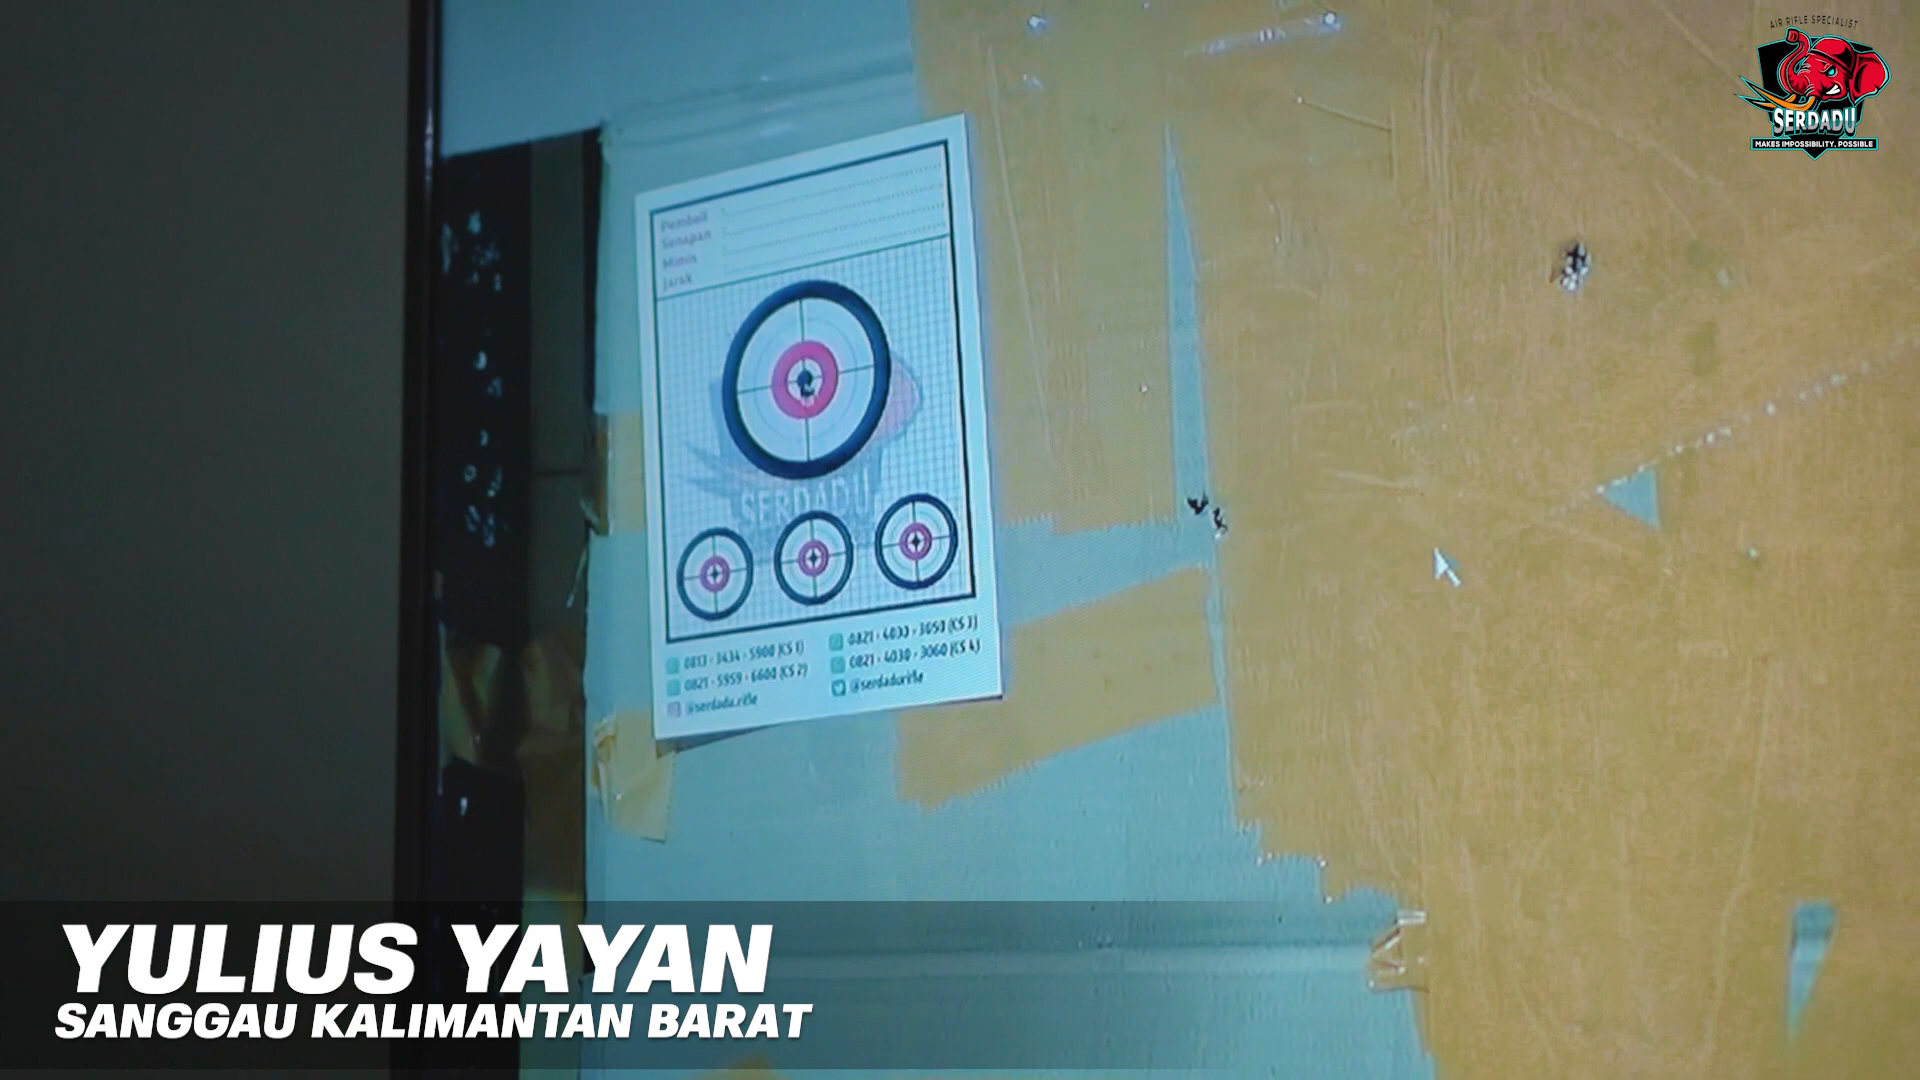 AIR RIFLE SPECIALIST
SERDADU
MAKES IMPOSSIBILITY, POSSIBLE
Pembeli
Senapan
Mimis
Jarak
SERDADU
0813 - 3434 - 5900 (CS 1)
0821 - 5959 - 6600 (CS 2)
@serdadu.rifle
0821 - 4030 - 3050 (CS 3)
0821 - 4030 - 3060 (CS 4)
@serdadurifle
YULIUS YAYAN
SANGGAU KALIMANTAN BARAT